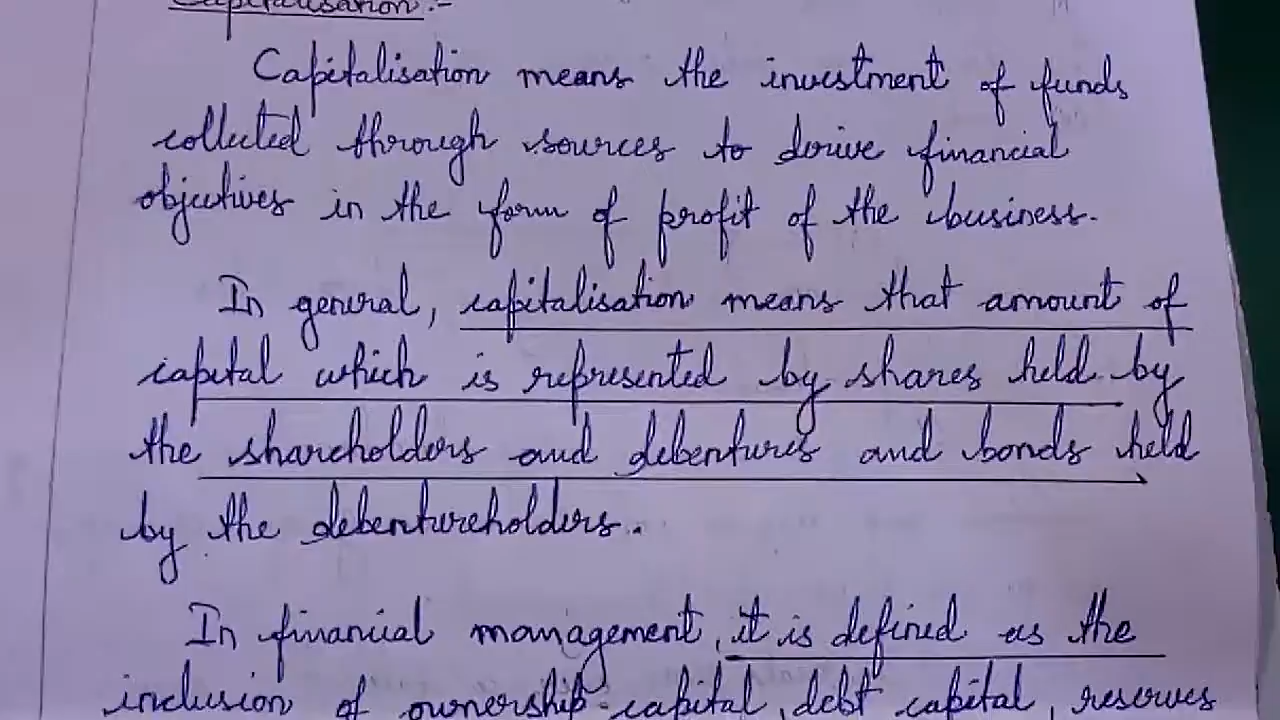 Capitalisation :-
Capitalisation means the investment of funds
collected through sources to derive financial
objectives in the form of profit of the business.
In general, capitalisation means that amount of
capital which is represented by shares held by
the shareholders and debentures and bonds held
by the debentureholders.
In financial management, it is defined as the
inclusion of ownership capital, debt capital, reserves